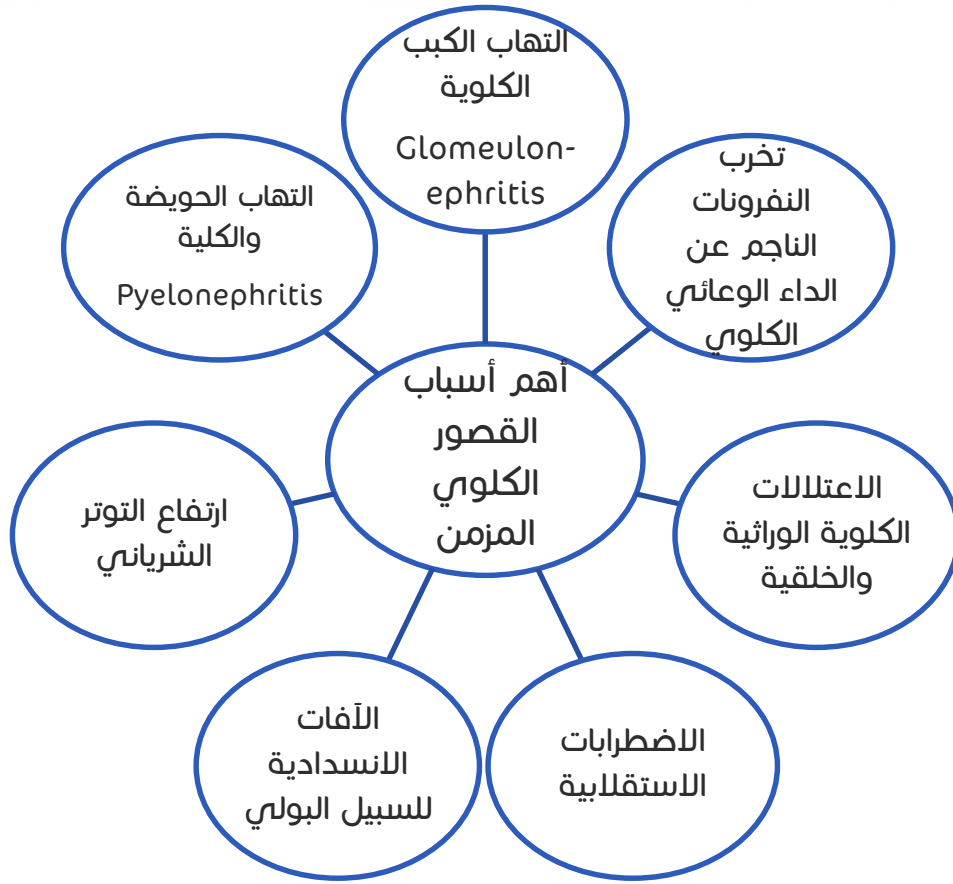 أهم أسباب
القصور
الكلوي
المزمن
التهاب الكبب
الكلوية
Glomeulon-
ephritis
تخرب
النفرونات
الناجم عن
الداء الوعائي
الكلوي
الاعتلالات
الكلوية الوراثية
والخلقية
الاضطرابات
الاستقلابية
الآفات
الانسدادية
للسبيل البولي
ارتفاع التوتر
الشرياني
التهاب الحويضة
والكلية
Pyelonephritis